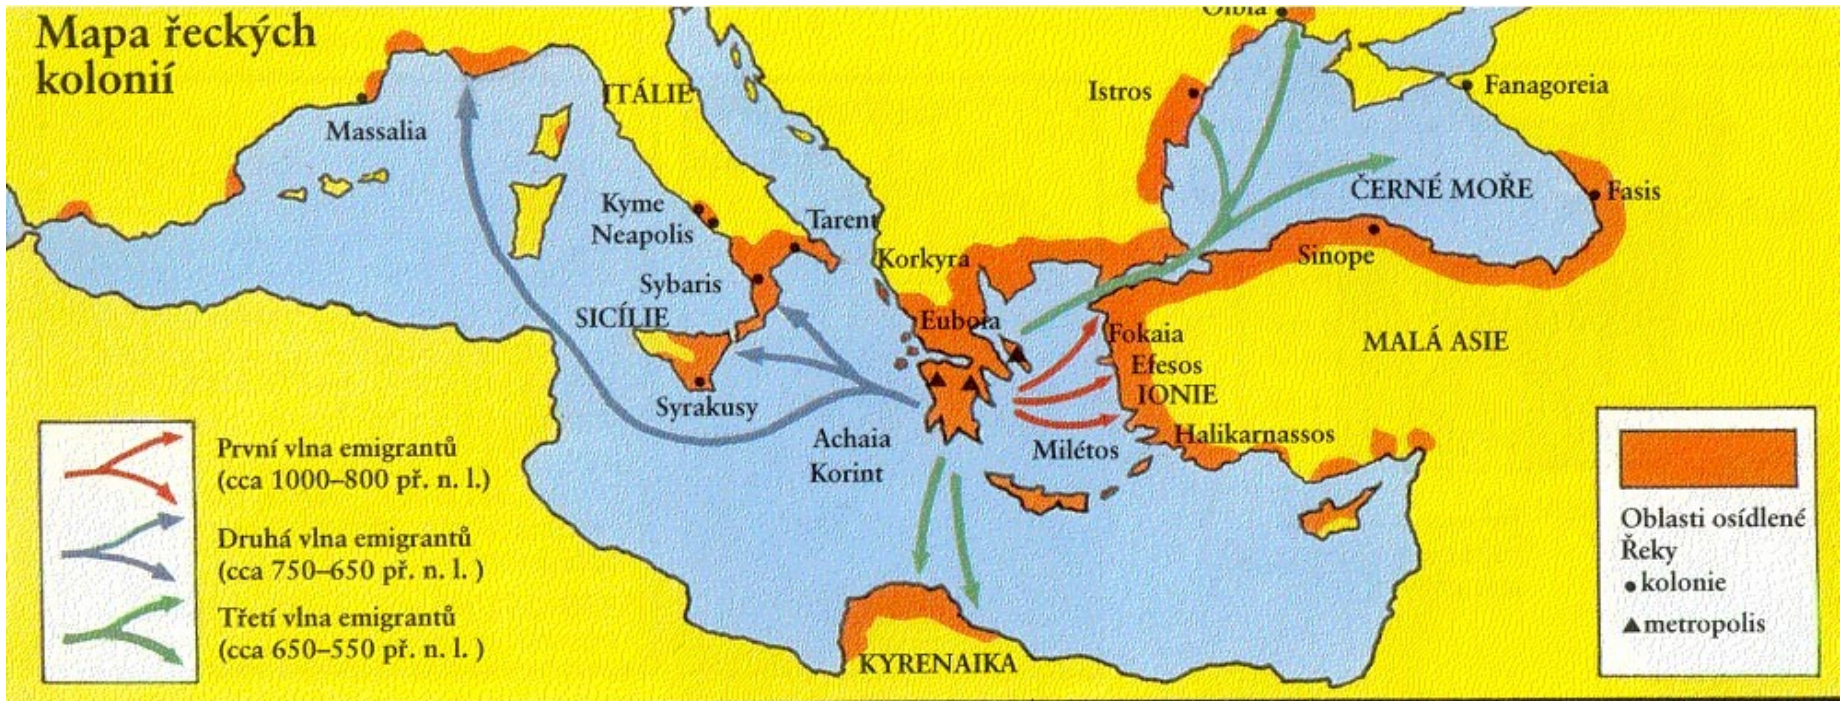 Mapa řeckých
kolonií
Olbia
Istros
Fanagoreia
ITÁLIE
Massalia
ČERNÉ MOŘE
Fasis
Kyme
Neapolis
Tarent
Korkyra
Sinope
Sybaris
SICÍLIE
Euboia
Fokaia
MALÁ ASIE
Efesos
IONIE
Syrakusy
Achaia
Korint
Milétos
Halikarnassos
KYRENAIKA
První vlna emigrantů
(cca 1000–800 př. n. l.)
Druhá vlna emigrantů
(cca 750–650 př. n. l. )
Třetí vlna emigrantů
(cca 650–550 př. n. l. )
Oblasti osídlené
Řeky
kolonie
metropolis